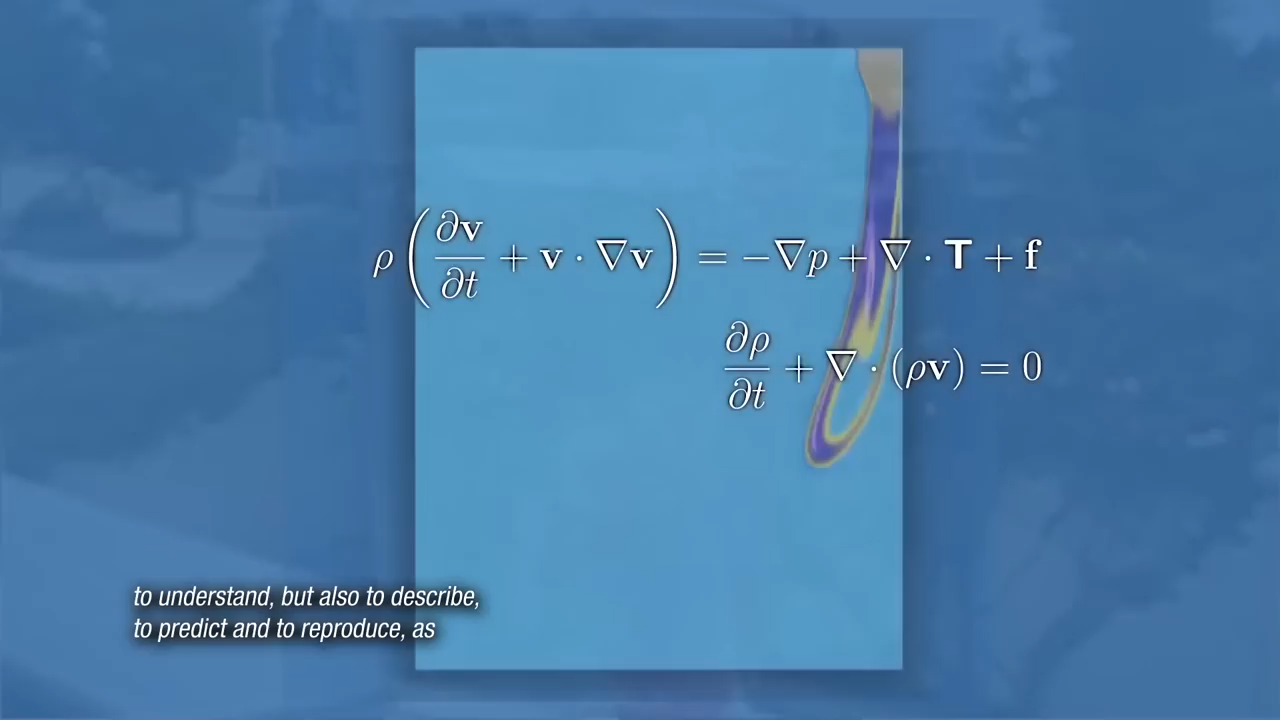 ρ(∂v/∂t + v · ∇v) = −∇p + ∇ · T + f
∂ρ/∂t + ∇ · (ρv) = 0
to understand, but also to describe,
to predict and to reproduce, as